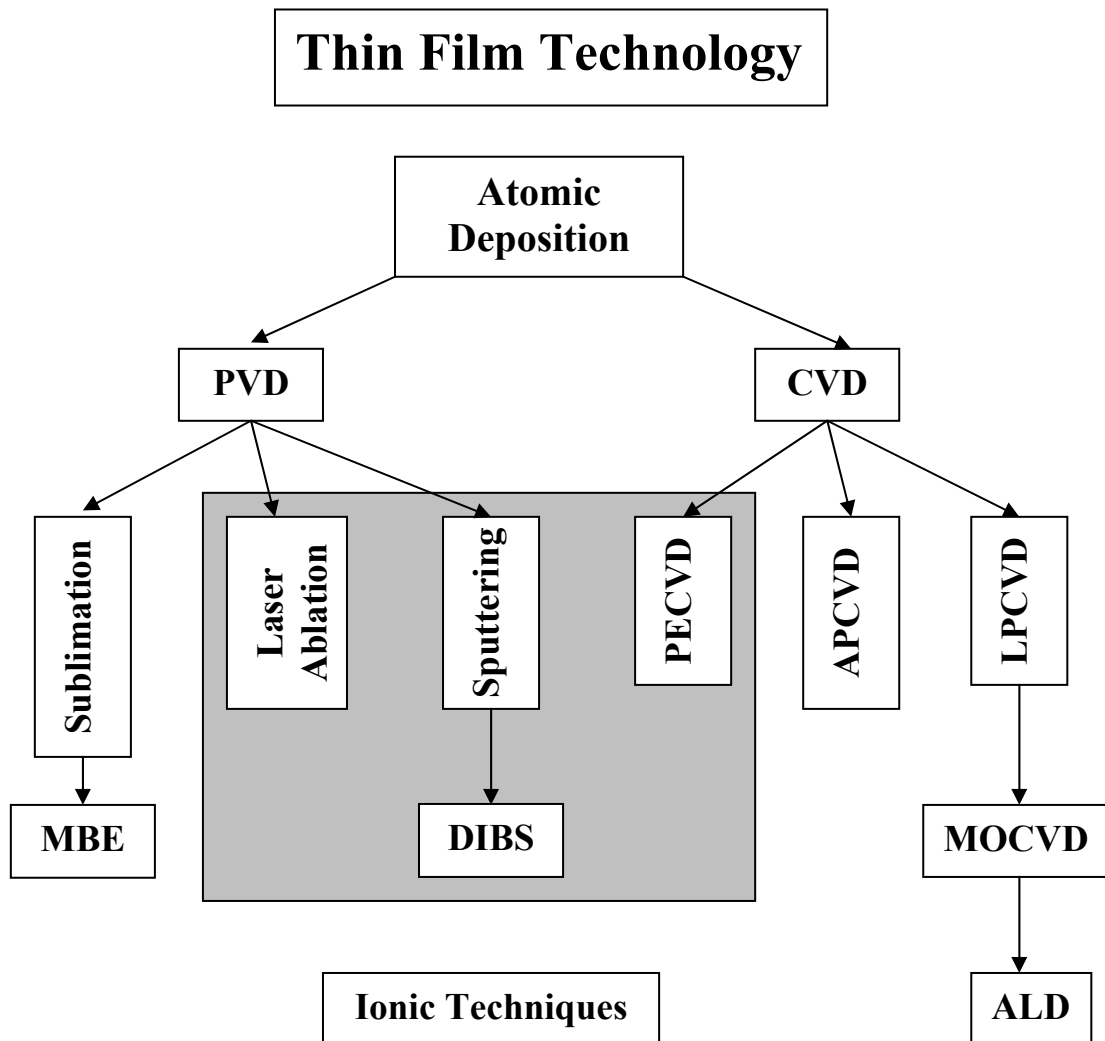 Thin Film Technology
Atomic
Deposition
PVD
CVD
Sublimation
Laser
Ablation
Sputtering
PECVD
APCVD
LPCVD
MBE
DIBS
MOCVD
Ionic Techniques
ALD